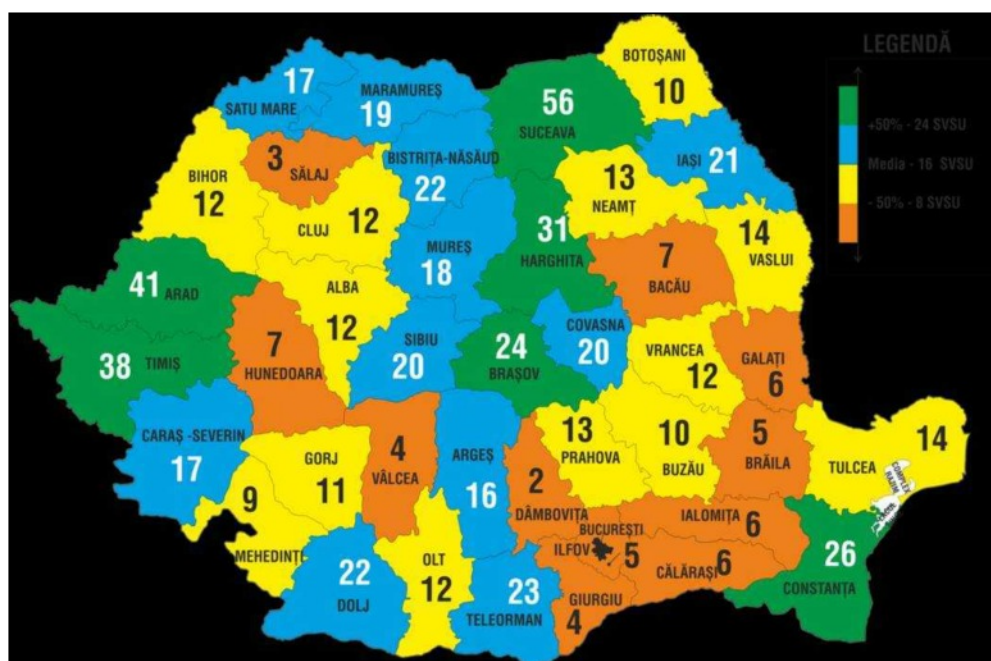 LEGENDĂ
+50% - 24 SVSU
Media - 16 SVSU
- 50% - 8 SVSU
BOTOȘANI
10
17
SATU MARE
MARAMUREȘ
19
56
SUCEAVA
3
SĂLAJ
BISTRIȚA-NĂSĂUD
22
IAȘI
21
BIHOR
12
CLUJ
12
13
NEAMȚ
31
HARGHITA
MUREȘ
18
14
VASLUI
7
BACĂU
41
ARAD
ALBA
12
38
TIMIȘ
7
HUNEDOARA
SIBIU
20
24
BRAȘOV
COVASNA
20
VRANCEA
12
GALAȚI
6
CARAȘ -SEVERIN
17
GORJ
11
4
VÂLCEA
ARGEȘ
16
13
PRAHOVA
10
BUZĂU
5
BRĂILA
TULCEA
14
COMPLEX
9
MEHEDINȚI
2
DÂMBOVIȚA
BUCUREȘTI
ILFOV
5
IALOMIȚA
6
CĂLĂRAȘI
6
26
CONSTANȚA
22
DOLJ
OLT
12
23
TELEORMAN
GIURGIU
4